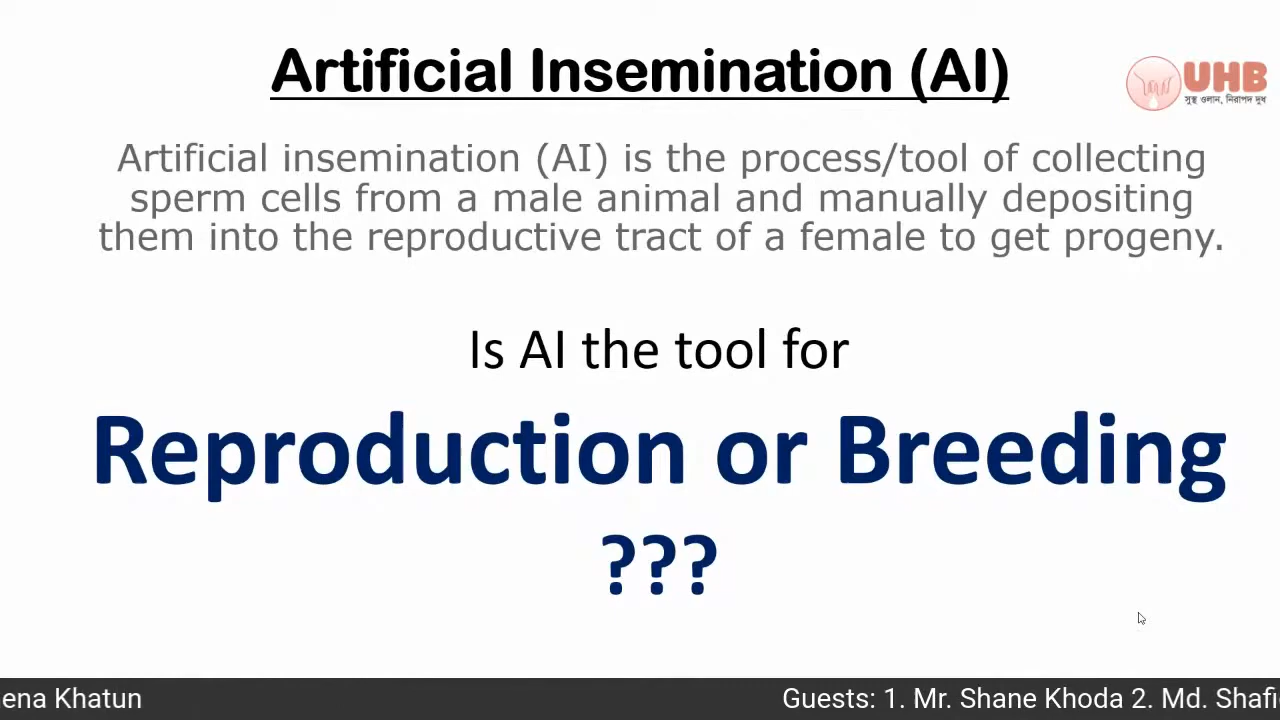 Artificial Insemination (AI)
UHB
সুস্থ ওলান, নিরাপদ দুধ
Artificial insemination (AI) is the process/tool of collecting
sperm cells from a male animal and manually depositing
them into the reproductive tract of a female to get progeny.
Is AI the tool for
Reproduction or Breeding
???
ena Khatun
Guests: 1. Mr. Shane Khoda 2. Md. Shafi